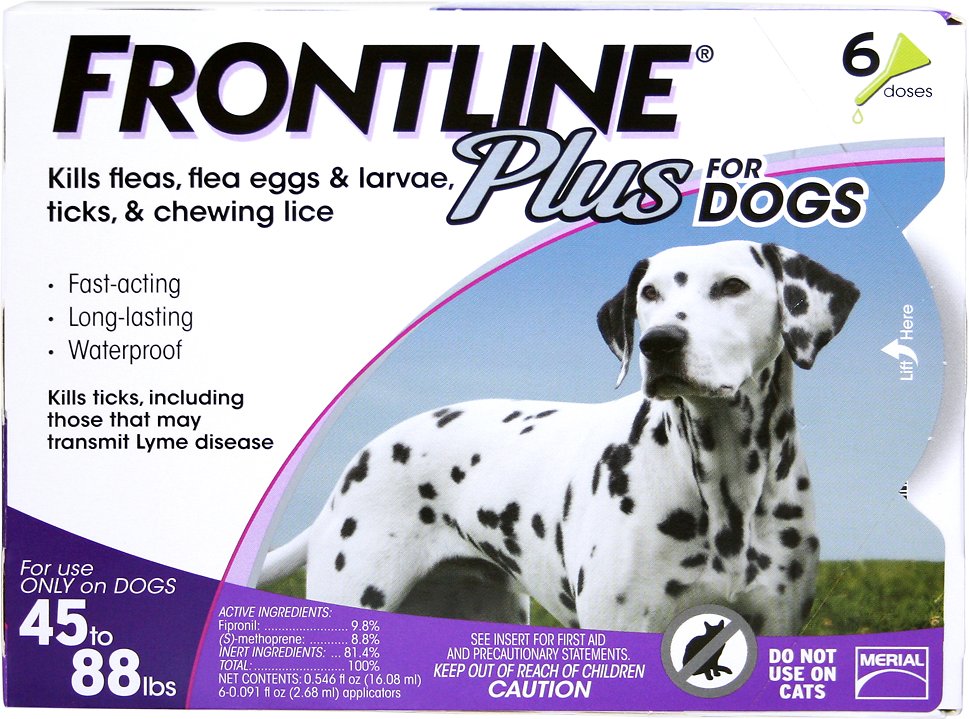 FRONTLINE®
Plus FOR
DOGS
6
doses
Kills fleas, flea eggs & larvae,
ticks, & chewing lice
• Fast-acting
• Long-lasting
• Waterproof
Kills ticks, including
those that may
transmit Lyme disease
Lift Here
For use
ONLY on DOGS
45 to
88 lbs
ACTIVE INGREDIENTS:
Fipronil: ........................ 9.8%
(S)-methoprene: ........... 8.8%
INERT INGREDIENTS: ... 81.4%
TOTAL: ......................... 100%
NET CONTENTS: 0.546 fl oz (16.08 ml)
6-0.091 fl oz (2.68 ml) applicators
SEE INSERT FOR FIRST AID
AND PRECAUTIONARY STATEMENTS.
KEEP OUT OF REACH OF CHILDREN
CAUTION
DO NOT
USE ON
CATS
MERIAL